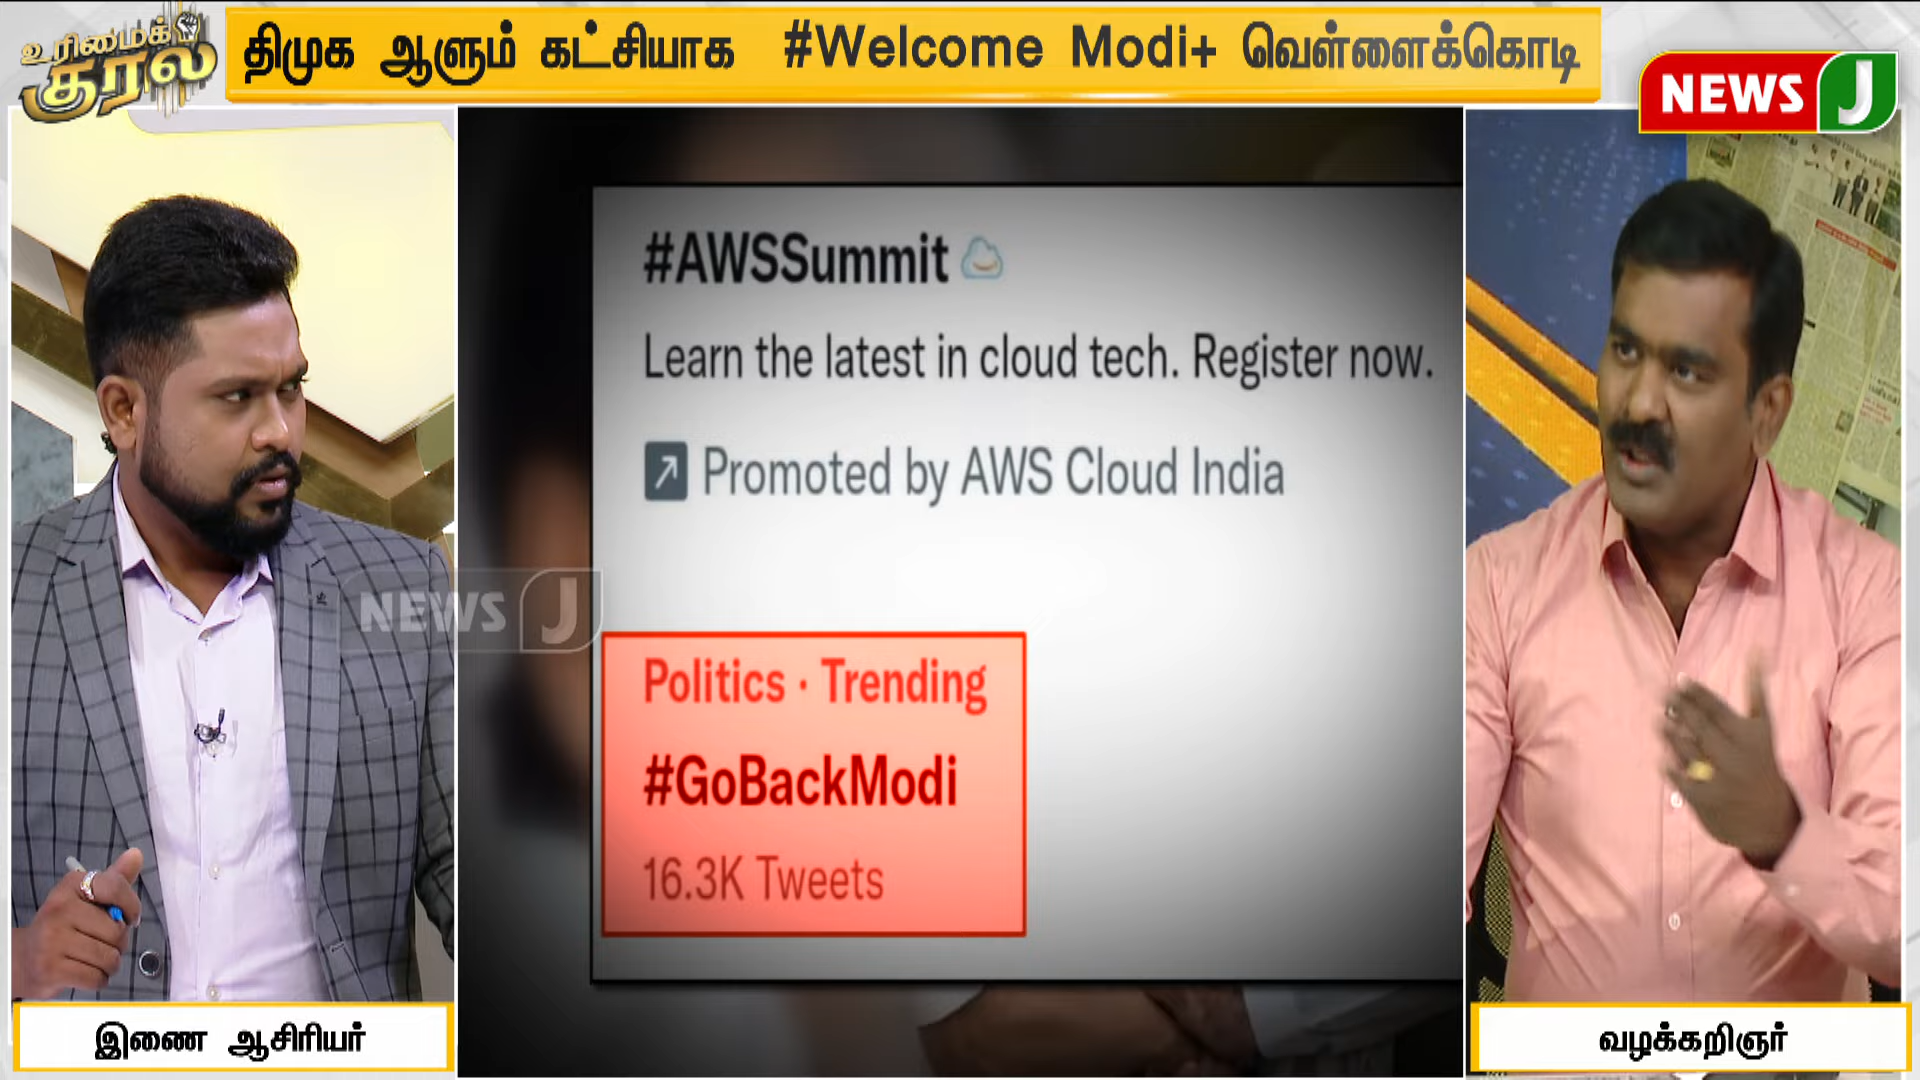 உரிமைக்
குரல்
திமுக ஆளும் கட்சியாக #Welcome Modi+ வெள்ளைக்கொடி
NEWS J
#AWSSummit
Learn the latest in cloud tech. Register now.
Promoted by AWS Cloud India
NEWS J
Politics · Trending
#GoBackModi
16.3K Tweets
இணை ஆசிரியர்
வழக்கறிஞர்